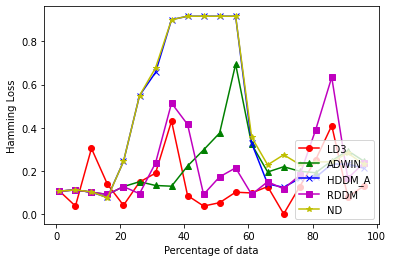 0.8
0.6
0.4
0.2
0.0
Hamming Loss
0
20
40
60
80
100
Percentage of data
LD3
ADWIN
HDDM_A
RDDM
ND